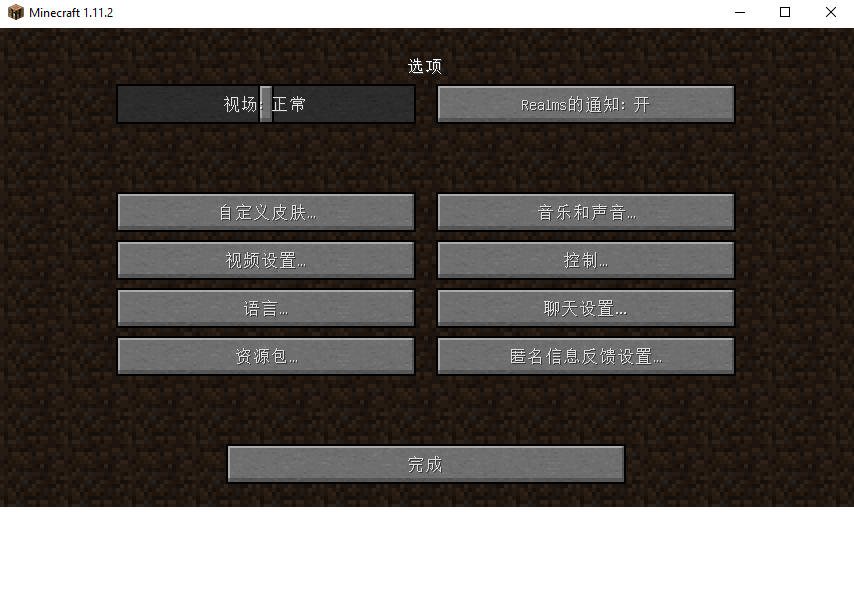 Minecraft 1.11.2
选项
视场: 正常
Realms的通知: 开
自定义皮肤...
音乐和声音...
视频设置...
控制...
语言...
聊天设置...
资源包...
匿名信息反馈设置...
完成